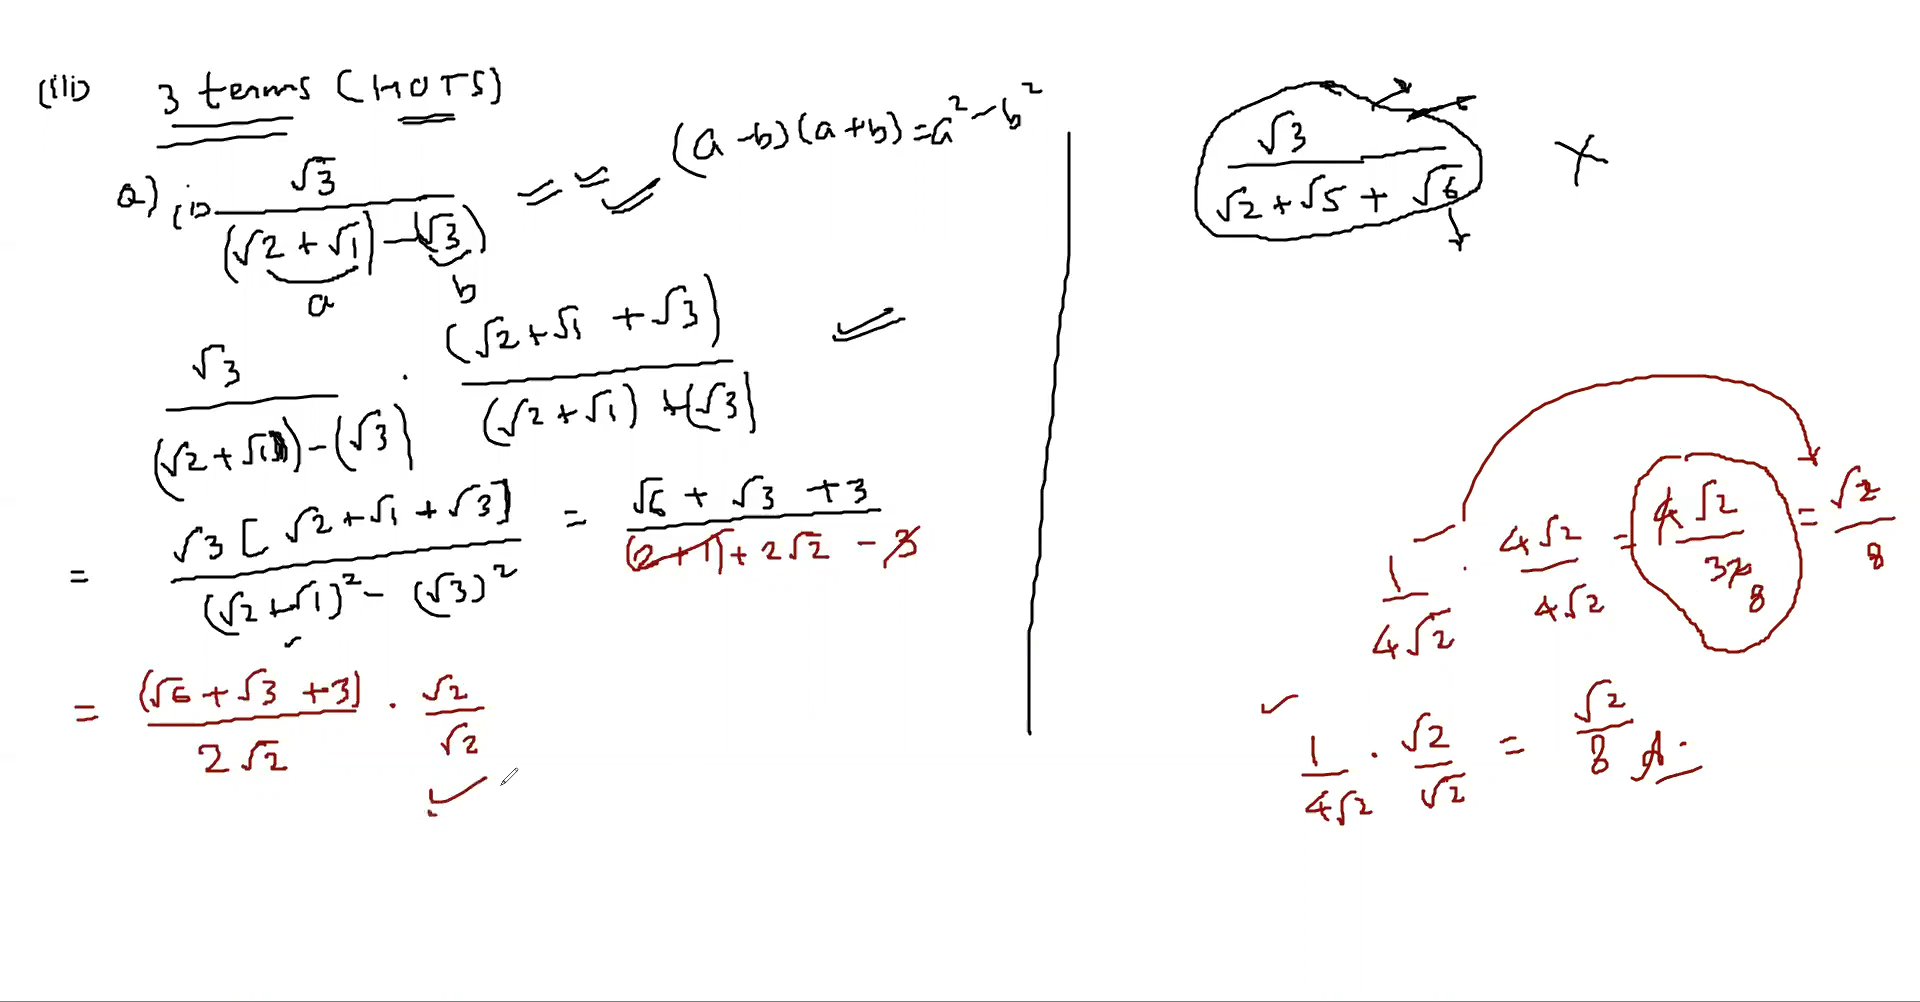 (iii) 3 terms (HOTS)
(a-b)(a+b)=a²-b²
Q) (i) √3 / (√2+√1)-(√3)
a b
√3 / (√2+√1)-(√3) · (√2+√1+√3) / (√2+√1)+(√3)
= √3[√2+√1+√3] / (√2+√1)²-(√3)² = √6+√3+3 / (2+1)+2√2-3
= (√6+√3+3) / 2√2 · √2/√2
√3 / √2+√5+√6 ×
1/4√2 · 4√2/4√2 = 4√2/32 8 = √2/8
1/4√2 · √2/√2 = √2/8 A.